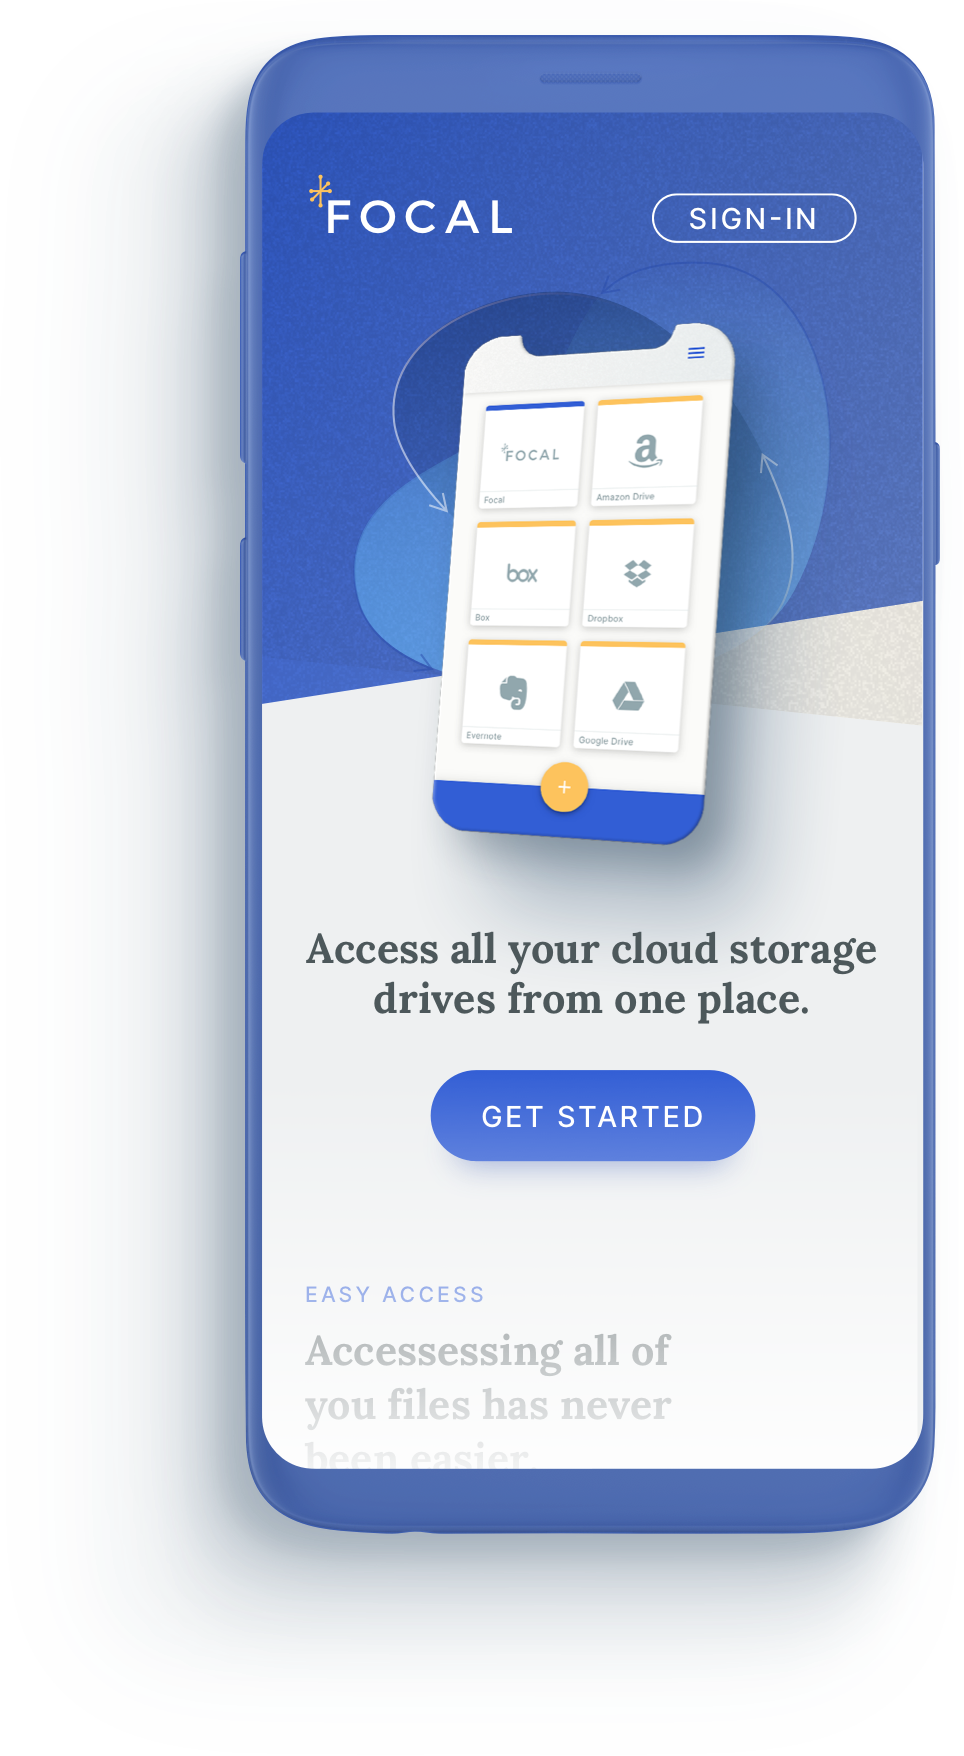 FOCAL
SIGN-IN
FOCAL
Focal
a
Amazon Drive
box
Box
Dropbox
Evernote
Google Drive
+
Access all your cloud storage
drives from one place.
GET STARTED
EASY ACCESS
Accessessing all of
you files has never
been easier.